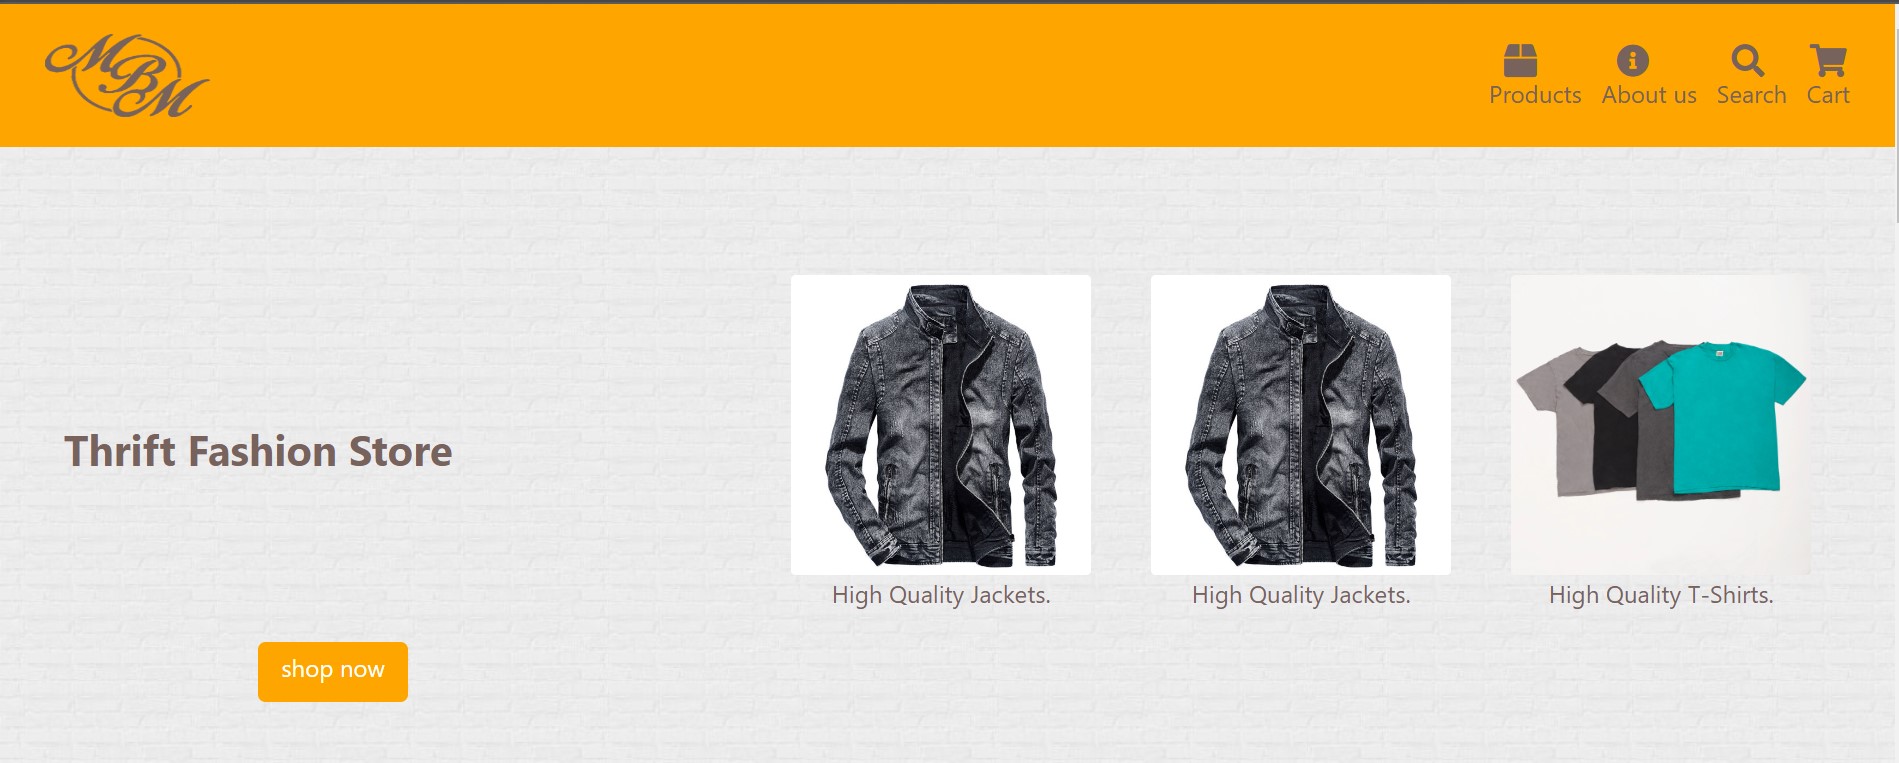 MBM
Products About us Search Cart
Thrift Fashion Store
shop now
High Quality Jackets. High Quality Jackets. High Quality T-Shirts.